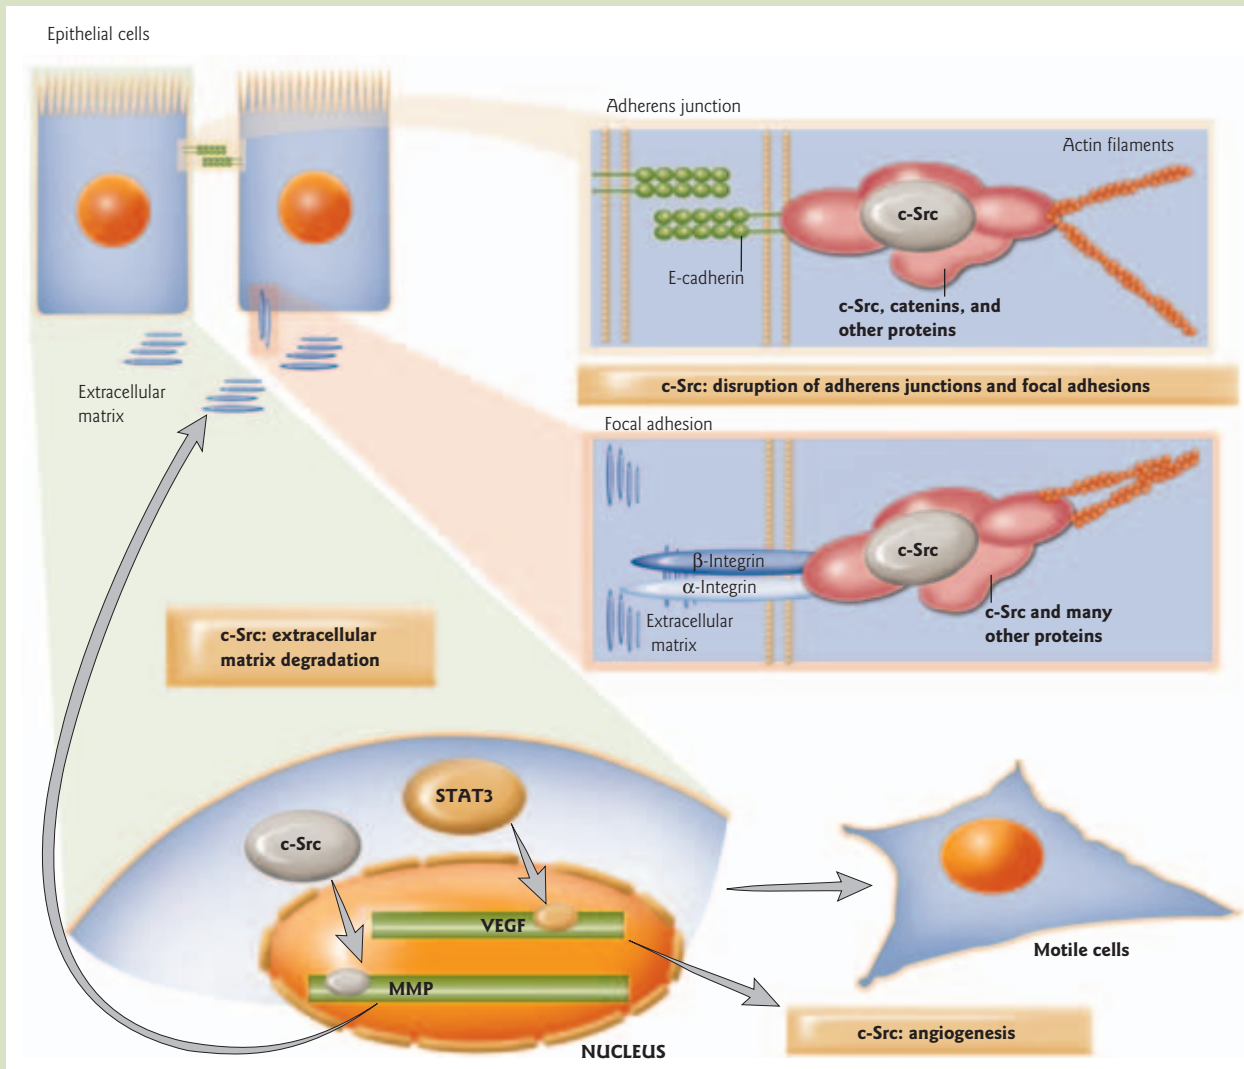 Epithelial cells
Adherens junction
Actin filaments
c-Src
E-cadherin
c-Src, catenins, and
other proteins
c-Src: disruption of adherens junctions and focal adhesions
Extracellular
matrix
Focal adhesion
c-Src
β-Integrin
α-Integrin
Extracellular
matrix
c-Src and many
other proteins
c-Src: extracellular
matrix degradation
STAT3
c-Src
VEGF
MMP
NUCLEUS
Motile cells
c-Src: angiogenesis